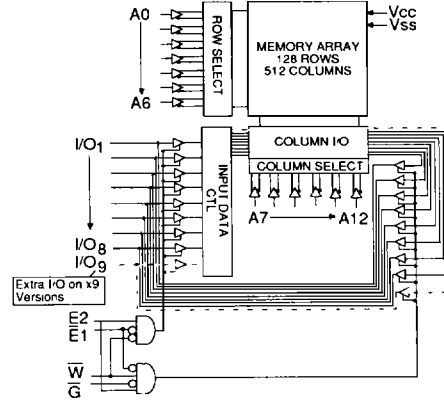 A0
A6
ROW SELECT
MEMORY ARRAY
128 ROWS
512 COLUMNS
Vcc
Vss
I/O1
I/O8
I/O9
Extra I/O on x9
Versions
INPUT DATA
CTL
COLUMN I/O
COLUMN SELECT
A7
A12
E2
E1
W
G